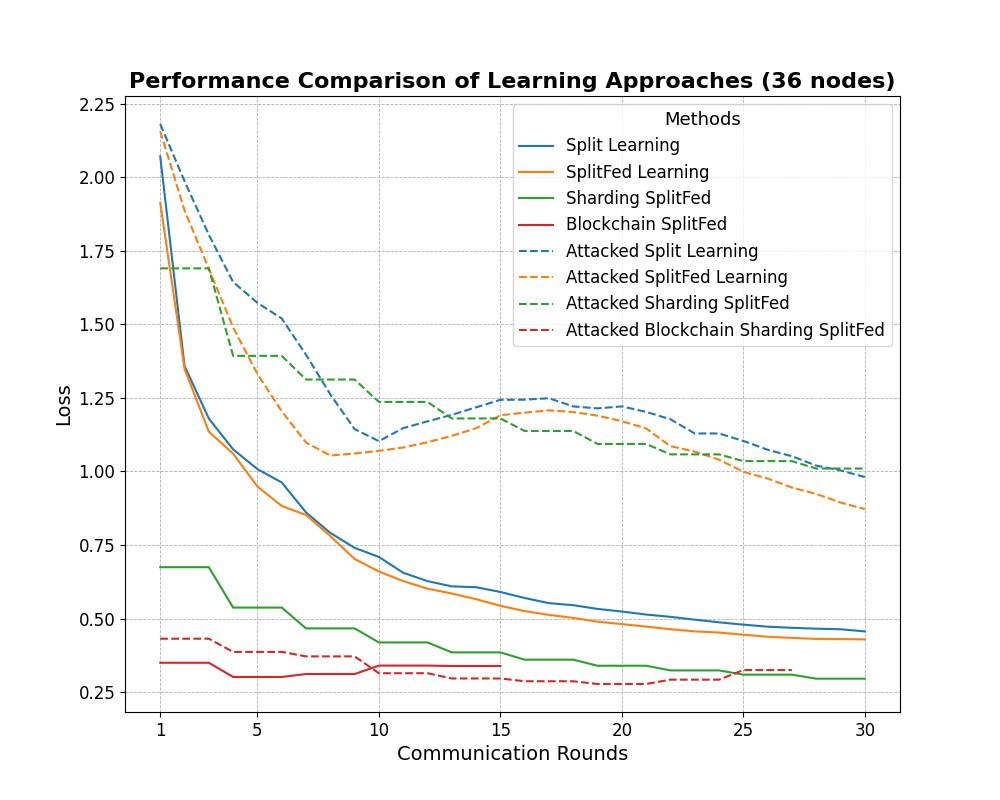 Performance Comparison of Learning Approaches (36 nodes)
2.25
2.00
1.75
1.50
1.25
1.00
0.75
0.50
0.25
Loss
Methods
Split Learning
SplitFed Learning
Sharding SplitFed
Blockchain SplitFed
Attacked Split Learning
Attacked SplitFed Learning
Attacked Sharding SplitFed
Attacked Blockchain Sharding SplitFed
1 5 10 15 20 25 30
Communication Rounds